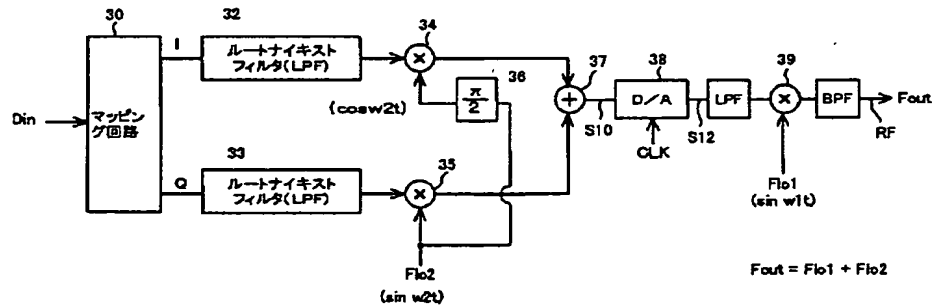 30
32
34
I
ルートナイキスト
フィルタ(LPF)
×
36
37
38
39
π
2
+
D/A
LPF
×
BPF
Fout
(cosw2t)
S10
S12
RF
CLK
Din
マッピン
グ回路
33
35
Q
ルートナイキスト
フィルタ(LPF)
×
Flo1
(sin w1t)
Flo2
(sin w2t)
Fout = Flo1 + Flo2